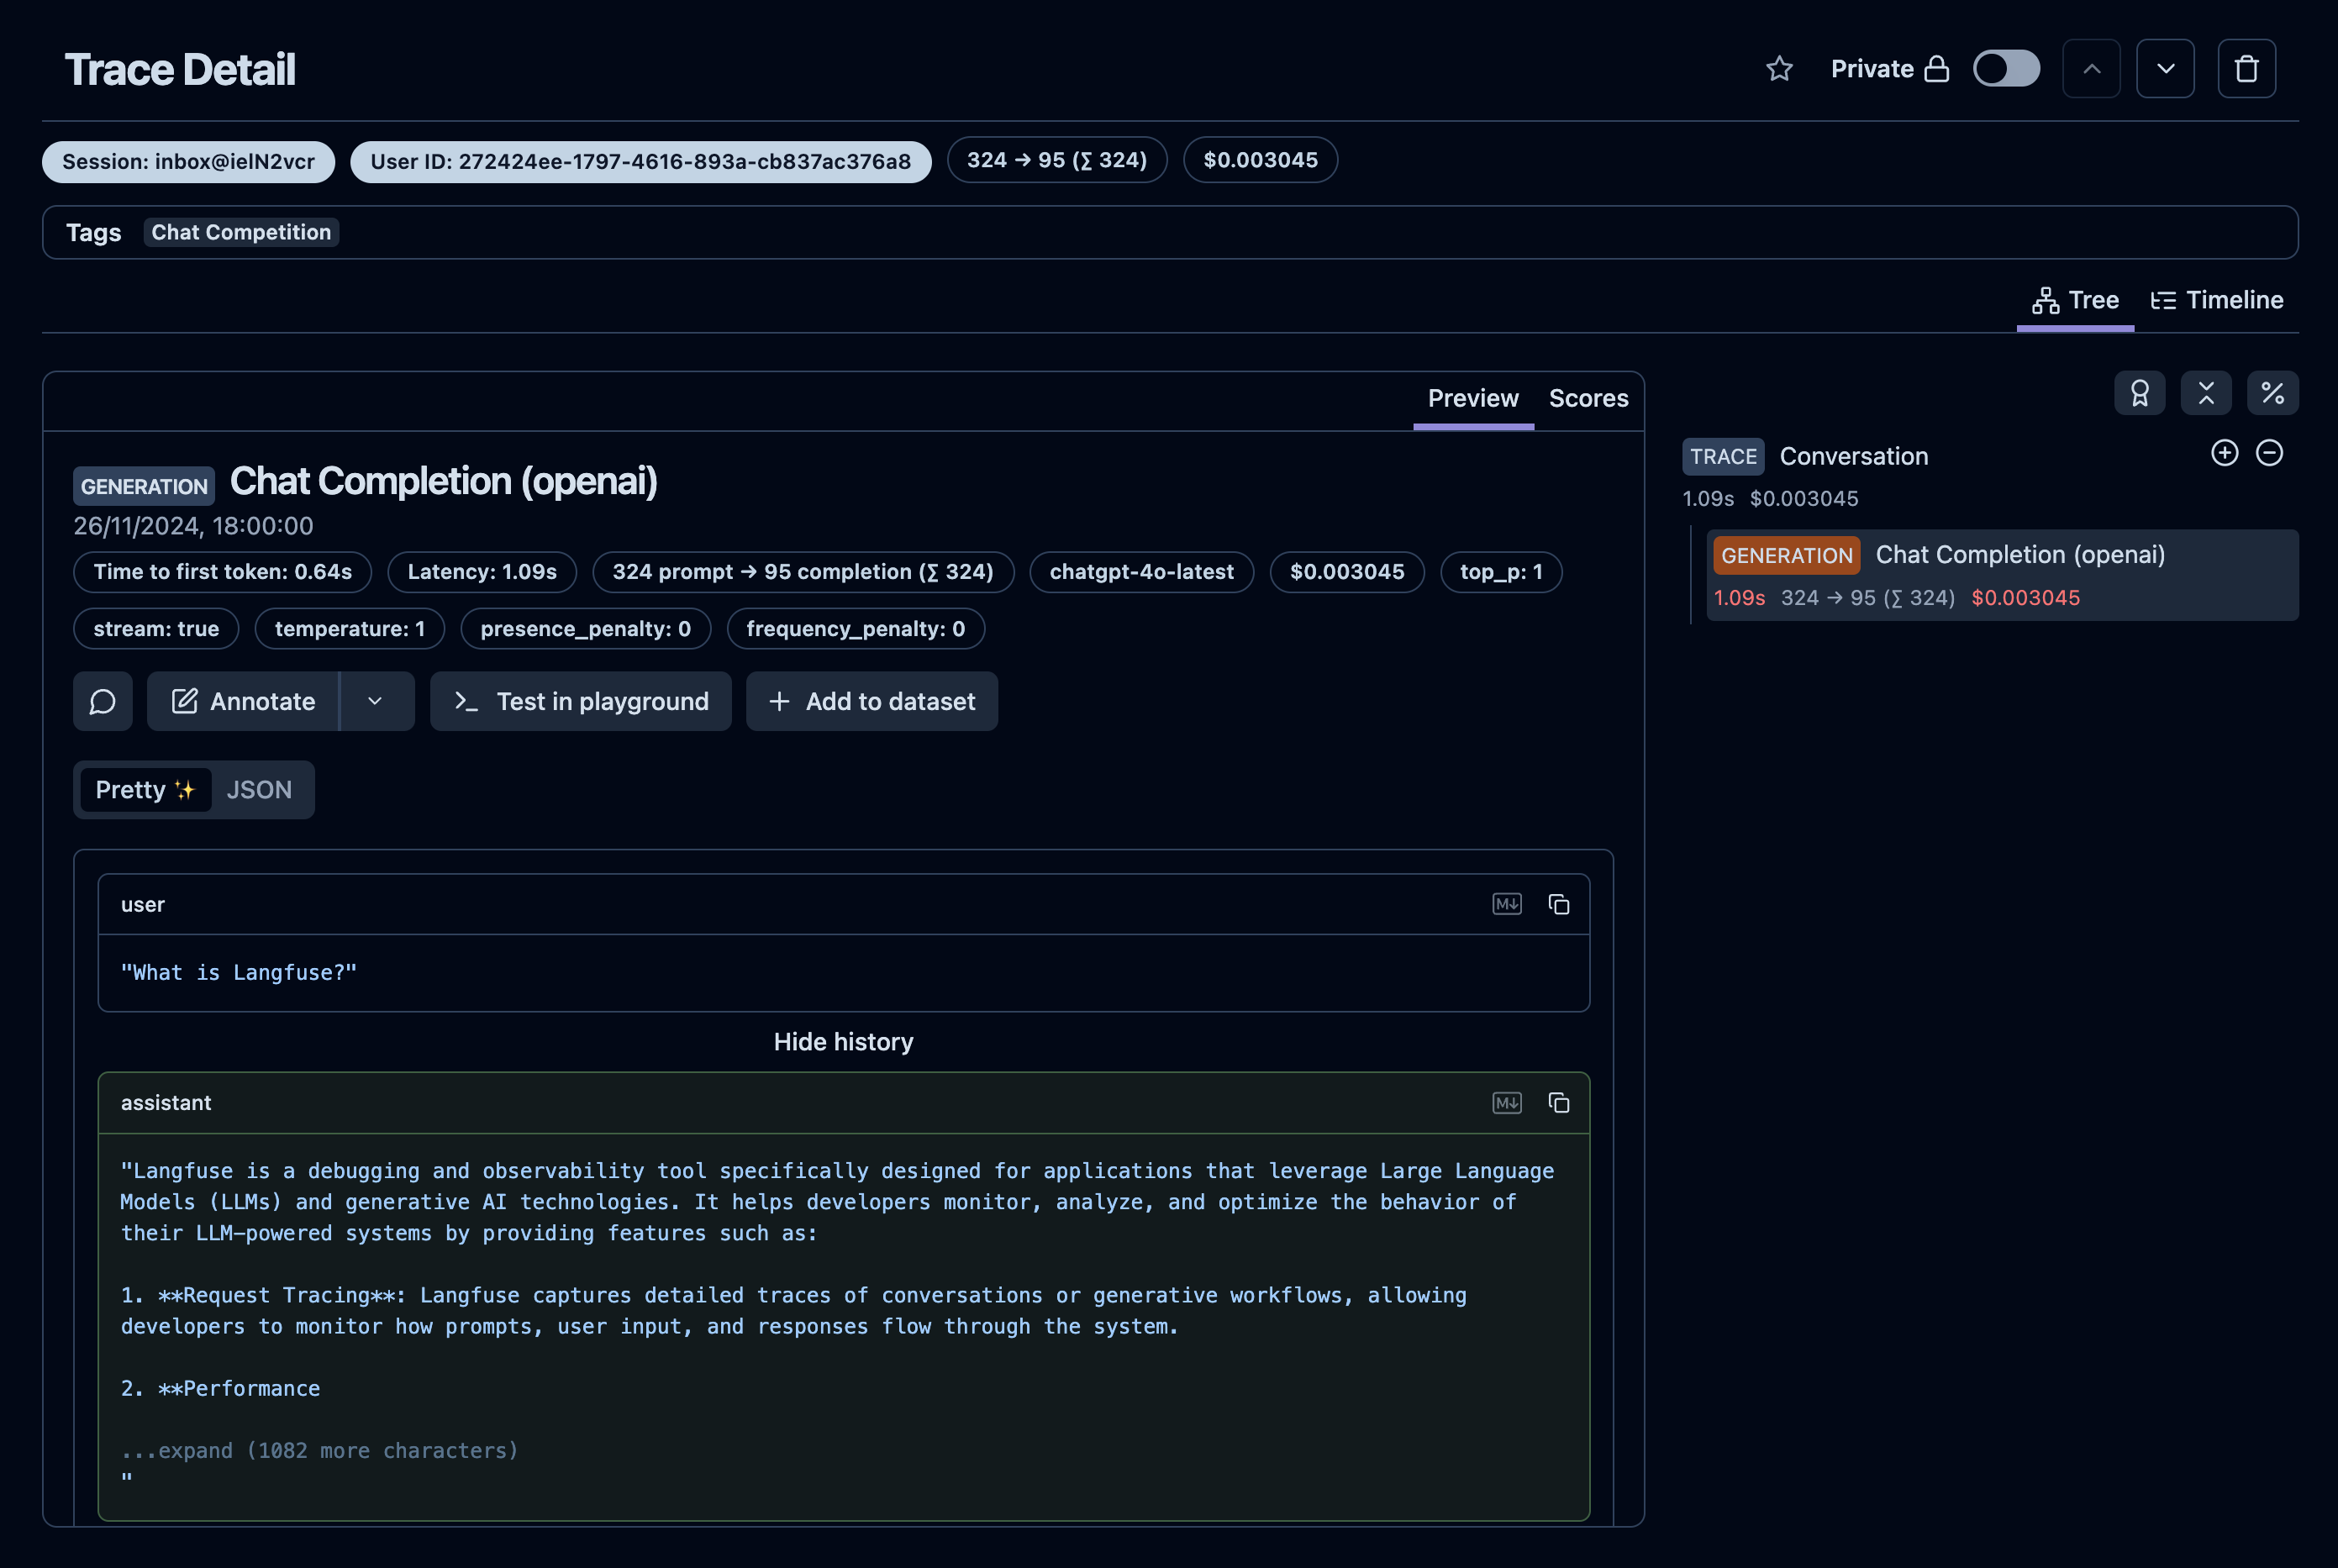 Trace Detail
Private
Session: inbox@ielN2vcr
User ID: 272424ee-1797-4616-893a-cb837ac376a8
324 → 95 (∑ 324)
$0.003045
Tags
Chat Competition
Tree
Timeline
Preview
Scores
GENERATION
Chat Completion (openai)
26/11/2024, 18:00:00
Time to first token: 0.64s
Latency: 1.09s
324 prompt → 95 completion (∑ 324)
chatgpt-4o-latest
$0.003045
top_p: 1
stream: true
temperature: 1
presence_penalty: 0
frequency_penalty: 0
Annotate
Test in playground
Add to dataset
Pretty ✨
JSON
user
M↓
"What is Langfuse?"
Hide history
assistant
M↓
"Langfuse is a debugging and observability tool specifically designed for applications that leverage Large Language
Models (LLMs) and generative AI technologies. It helps developers monitor, analyze, and optimize the behavior of
their LLM-powered systems by providing features such as:
1. **Request Tracing**: Langfuse captures detailed traces of conversations or generative workflows, allowing
developers to monitor how prompts, user input, and responses flow through the system.
2. **Performance
...expand (1082 more characters)
"
TRACE
Conversation
1.09s $0.003045
GENERATION
Chat Completion (openai)
1.09s 324 → 95 (∑ 324) $0.003045